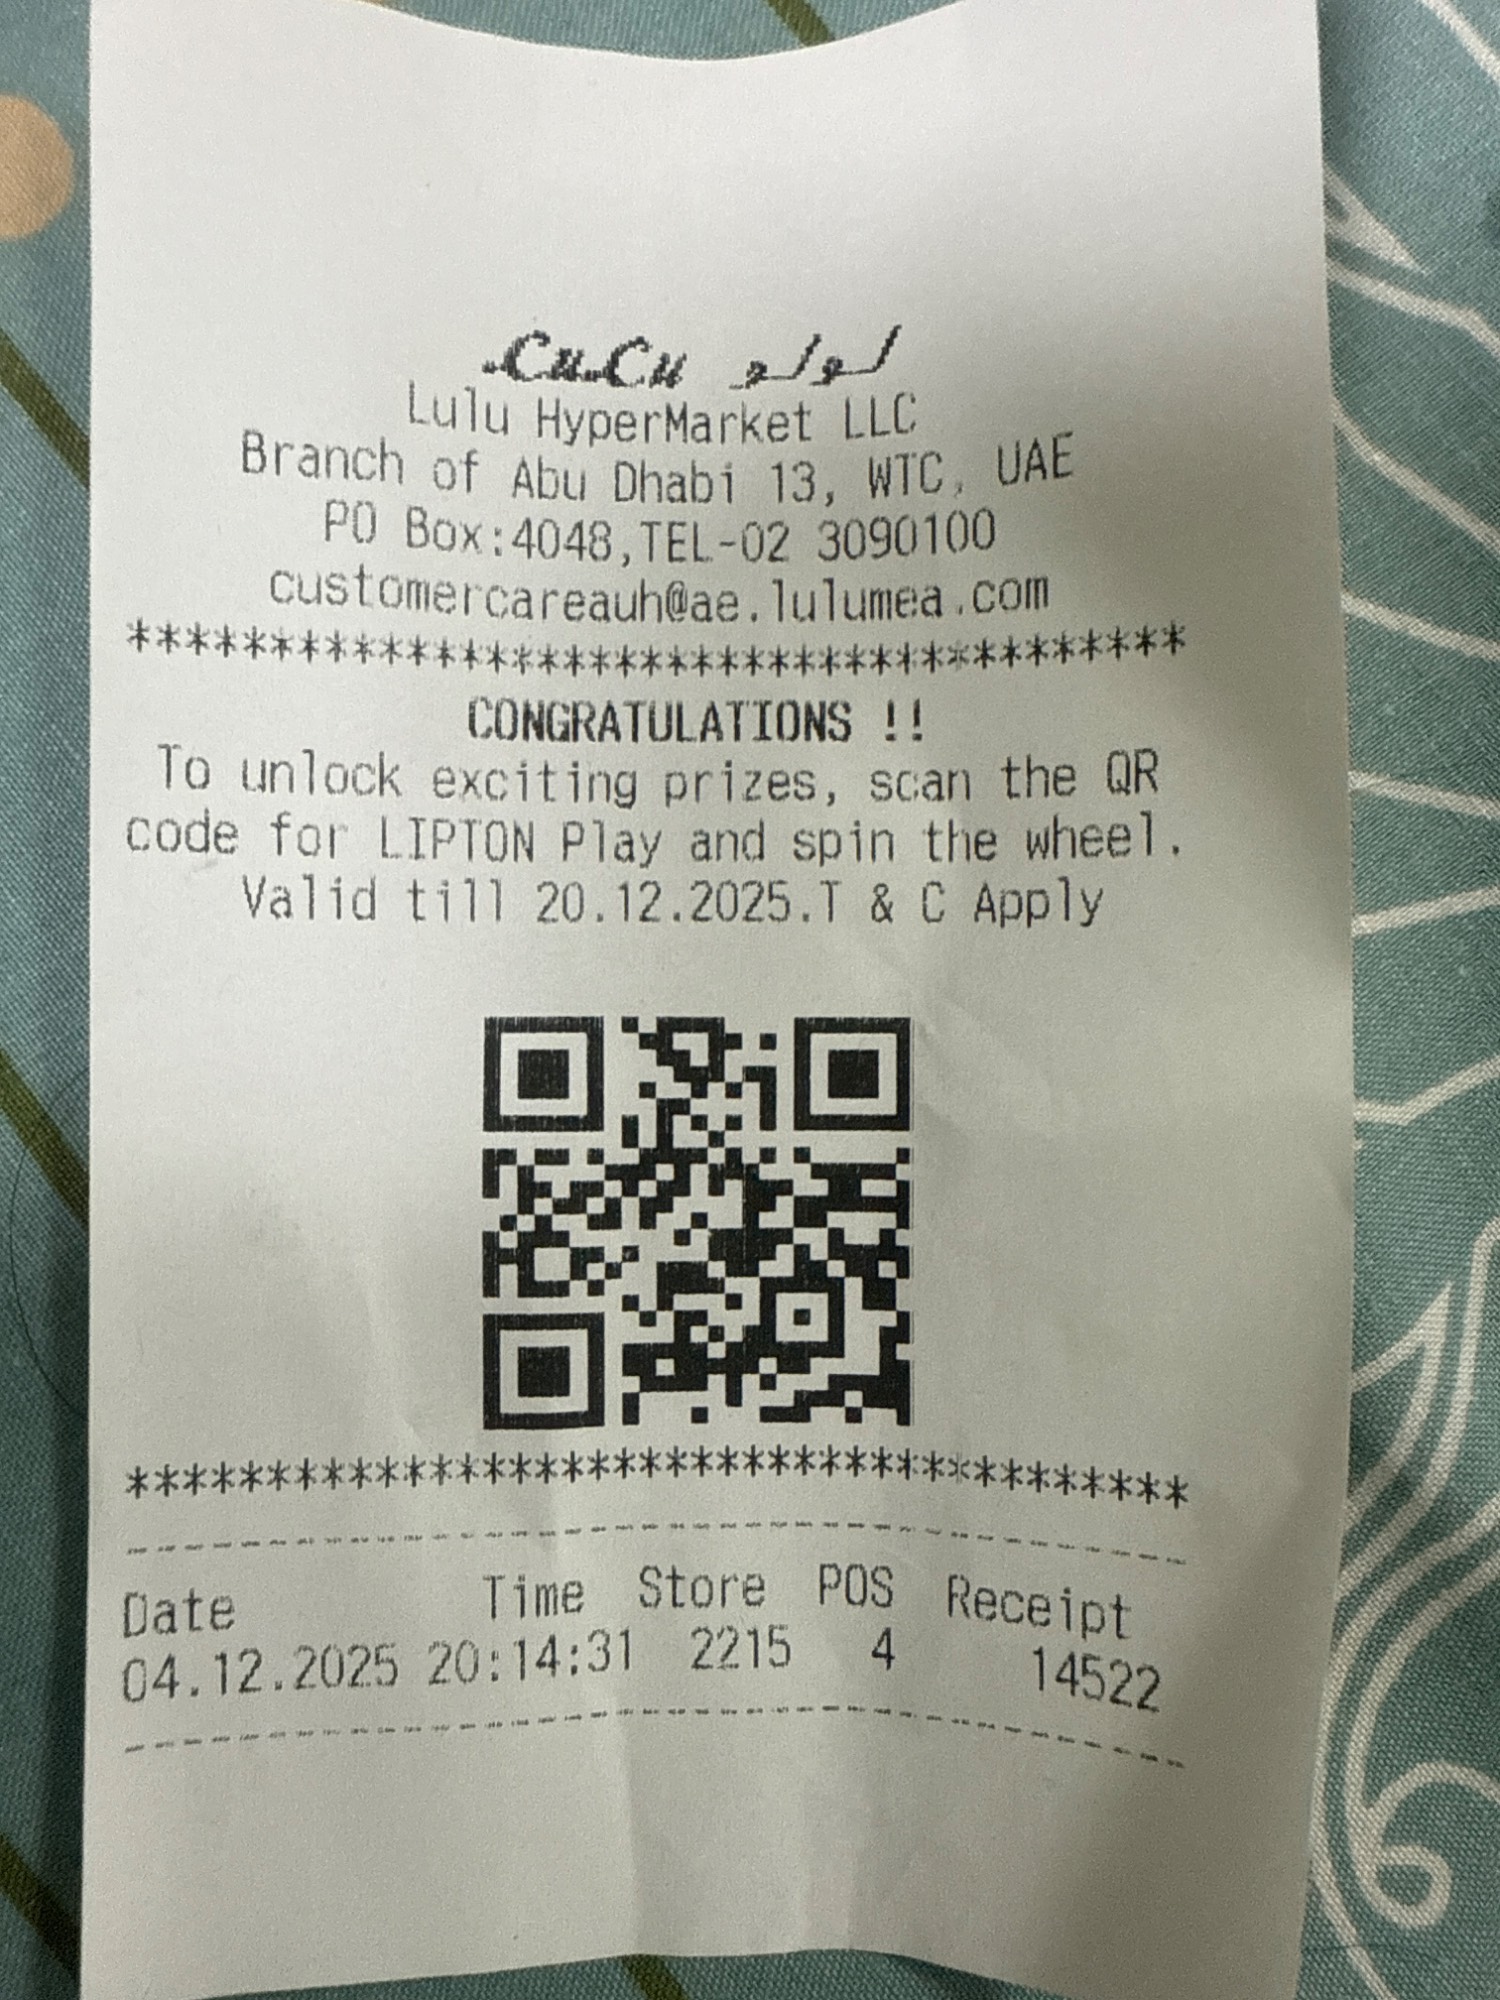 LuLu لولو
Lulu HyperMarket LLC
Branch of Abu Dhabi 13, WTC, UAE
PO Box:4048,TEL-02 3090100
customercareauh@ae.lulumea.com
****************************************
CONGRATULATIONS !!
To unlock exciting prizes, scan the QR
code for LIPTON Play and spin the wheel.
Valid till 20.12.2025.T & C Apply
****************************************
----------------------------------------
Date Time Store POS Receipt
04.12.2025 20:14:31 2215 4 14522
----------------------------------------